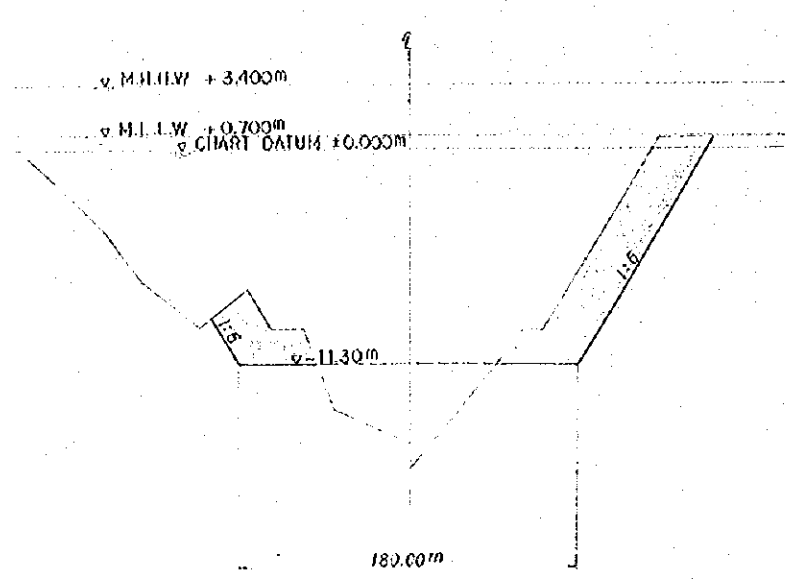 ℄
▽ M.H.H.W +3.400m
▽ M.L.L.W +0.700m
▽ CHART DATUM ±0.000m
1:6
1:6
▽-11.30m
180.00m